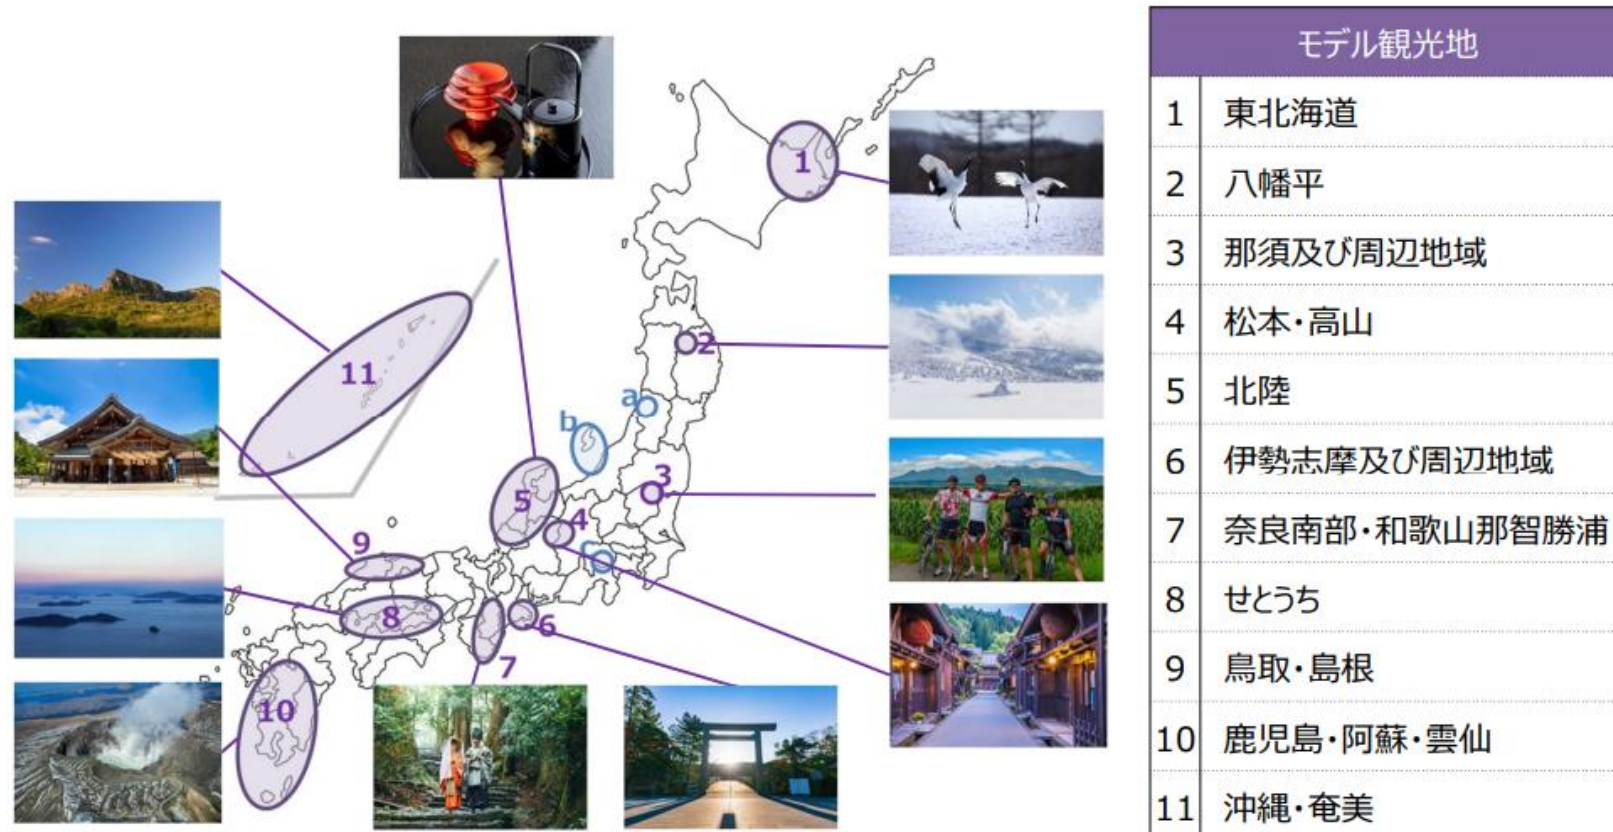 モデル観光地
1 東北海道
2 八幡平
3 那須及び周辺地域
4 松本・高山
5 北陸
6 伊勢志摩及び周辺地域
7 奈良南部・和歌山那智勝浦
8 せとうち
9 鳥取・島根
10 鹿児島・阿蘇・雲仙
11 沖縄・奄美
1
2
11
a
b
3
5
4
c
9
8
6
7
10